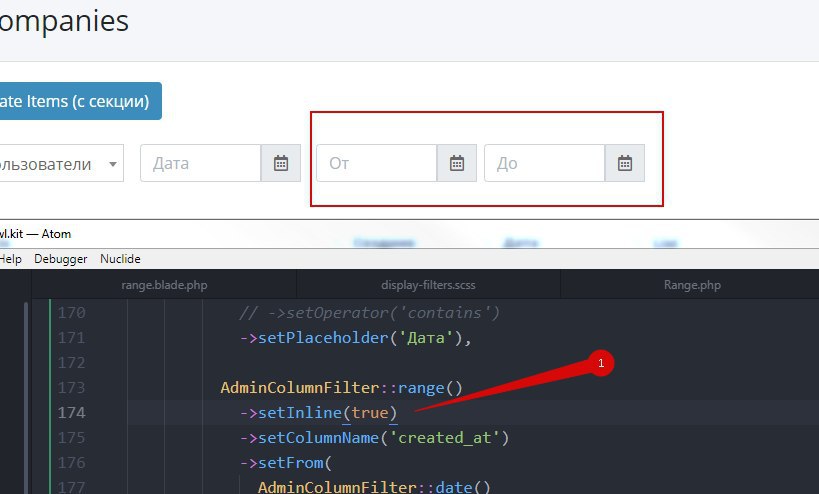 ompanies
ate Items (с секции)
ользователи
Дата
От
До
wl.kit — Atom
Help Debugger Nuclide
range.blade.php
display-filters.scss
Range.php
170 // ->setOperator('contains')
171 ->setPlaceholder('Дата'),
172
173 AdminColumnFilter::range()
1
174 ->setInline(true)
175 ->setColumnName('created_at')
176 ->setFrom(
177 AdminColumnFilter::date()